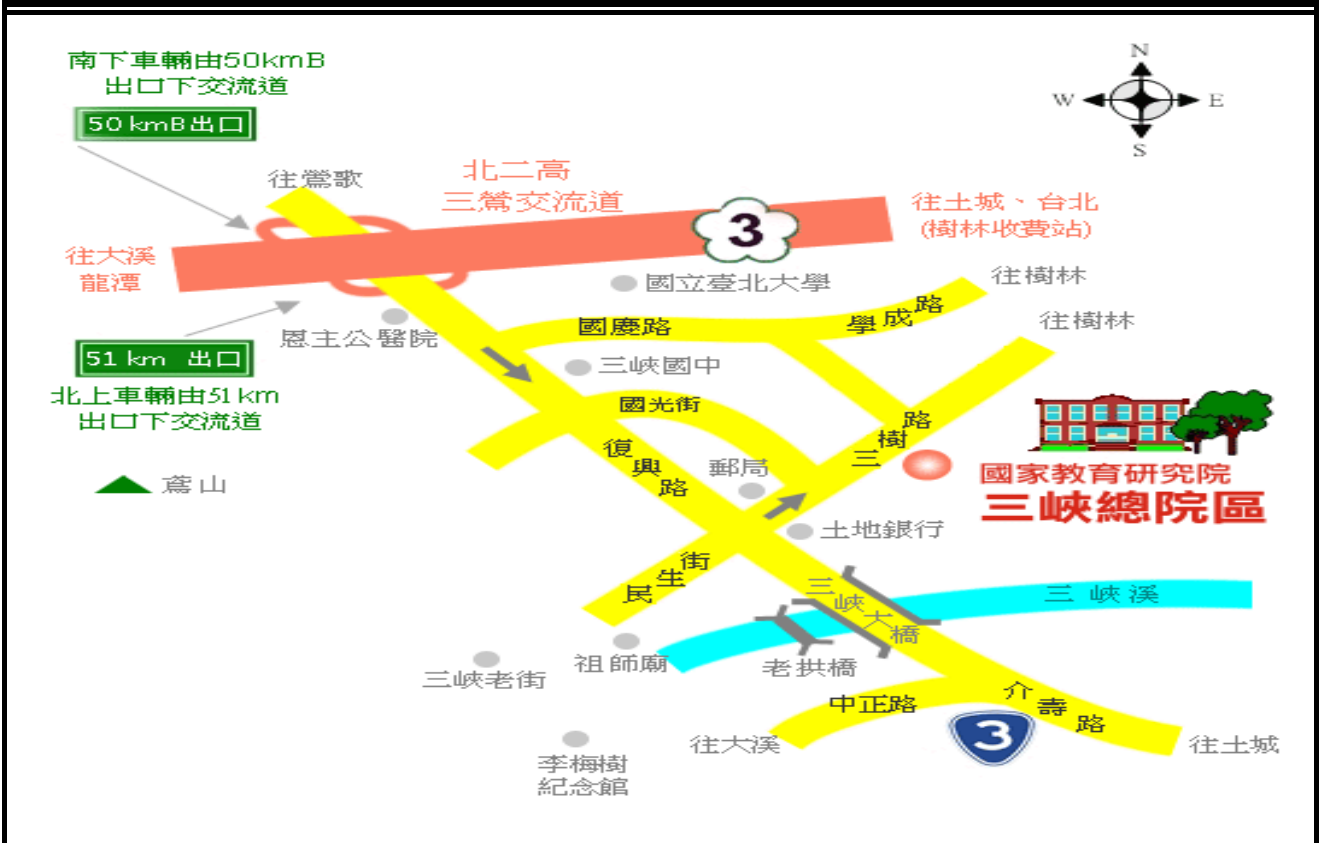 南下車輛由50kmB
出口下交流道
50 kmB出口
N
W
E
S
往鶯歌
北二高
三鶯交流道
3
往土城、台北
(樹林收費站)
往大溪
龍潭
國立臺北大學
往樹林
往樹林
恩主公醫院
國慶路
學成路
51 km 出口
三峽國中
北上車輛由51km
出口下交流道
國光街
復興路
三樹路
郵局
國家教育研究院
三峽總院區
鳶山
土地銀行
民生街
三峽大橋
三峽溪
祖師廟
老拱橋
三峽老街
中正路
介壽路
3
往大溪
往土城
李梅樹
紀念館